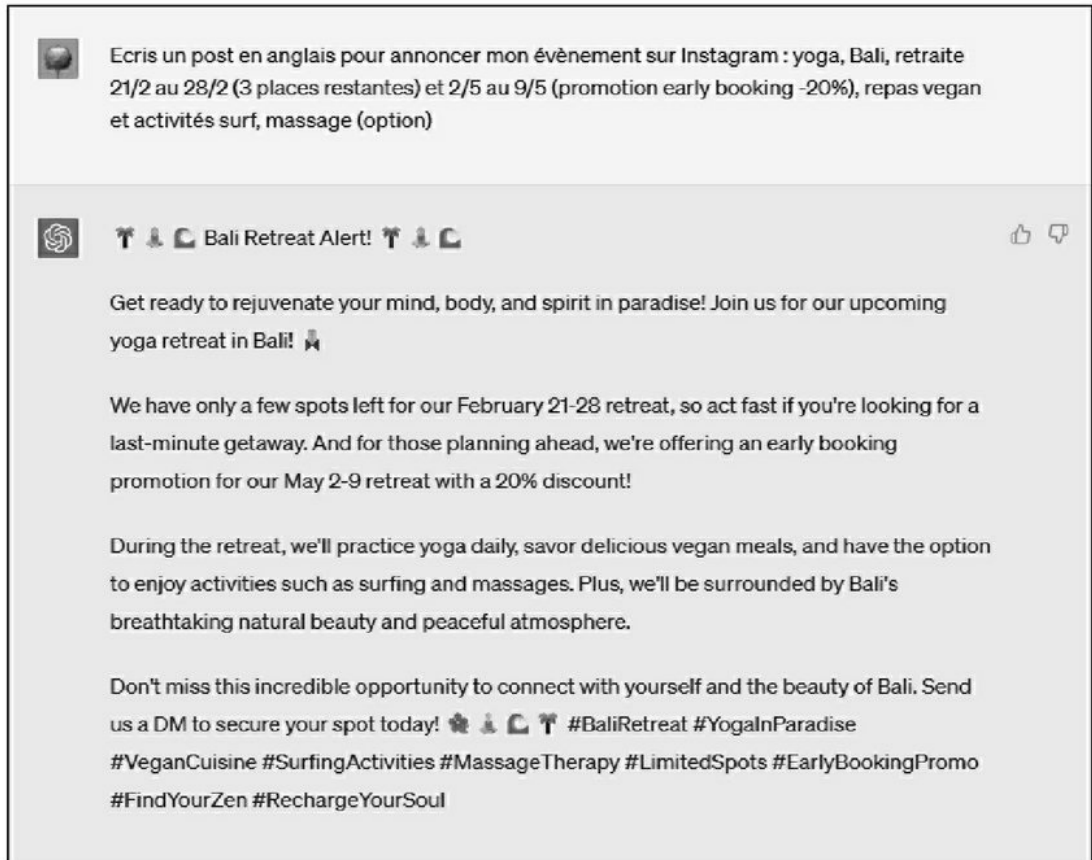 Ecris un post en anglais pour annoncer mon évènement sur Instagram : yoga, Bali, retraite
21/2 au 28/2 (3 places restantes) et 2/5 au 9/5 (promotion early booking -20%), repas vegan
et activités surf, massage (option)
🌴🧘🌊 Bali Retreat Alert! 🌴🧘🌊
Get ready to rejuvenate your mind, body, and spirit in paradise! Join us for our upcoming
yoga retreat in Bali!
We have only a few spots left for our February 21-28 retreat, so act fast if you're looking for a
last-minute getaway. And for those planning ahead, we're offering an early booking
promotion for our May 2-9 retreat with a 20% discount!
During the retreat, we'll practice yoga daily, savor delicious vegan meals, and have the option
to enjoy activities such as surfing and massages. Plus, we'll be surrounded by Bali's
breathtaking natural beauty and peaceful atmosphere.
Don't miss this incredible opportunity to connect with yourself and the beauty of Bali. Send
us a DM to secure your spot today! 🌺🧘🌊🌴 #BaliRetreat #YogaInParadise
#VeganCuisine #SurfingActivities #MassageTherapy #LimitedSpots #EarlyBookingPromo
#FindYourZen #RechargeYourSoul